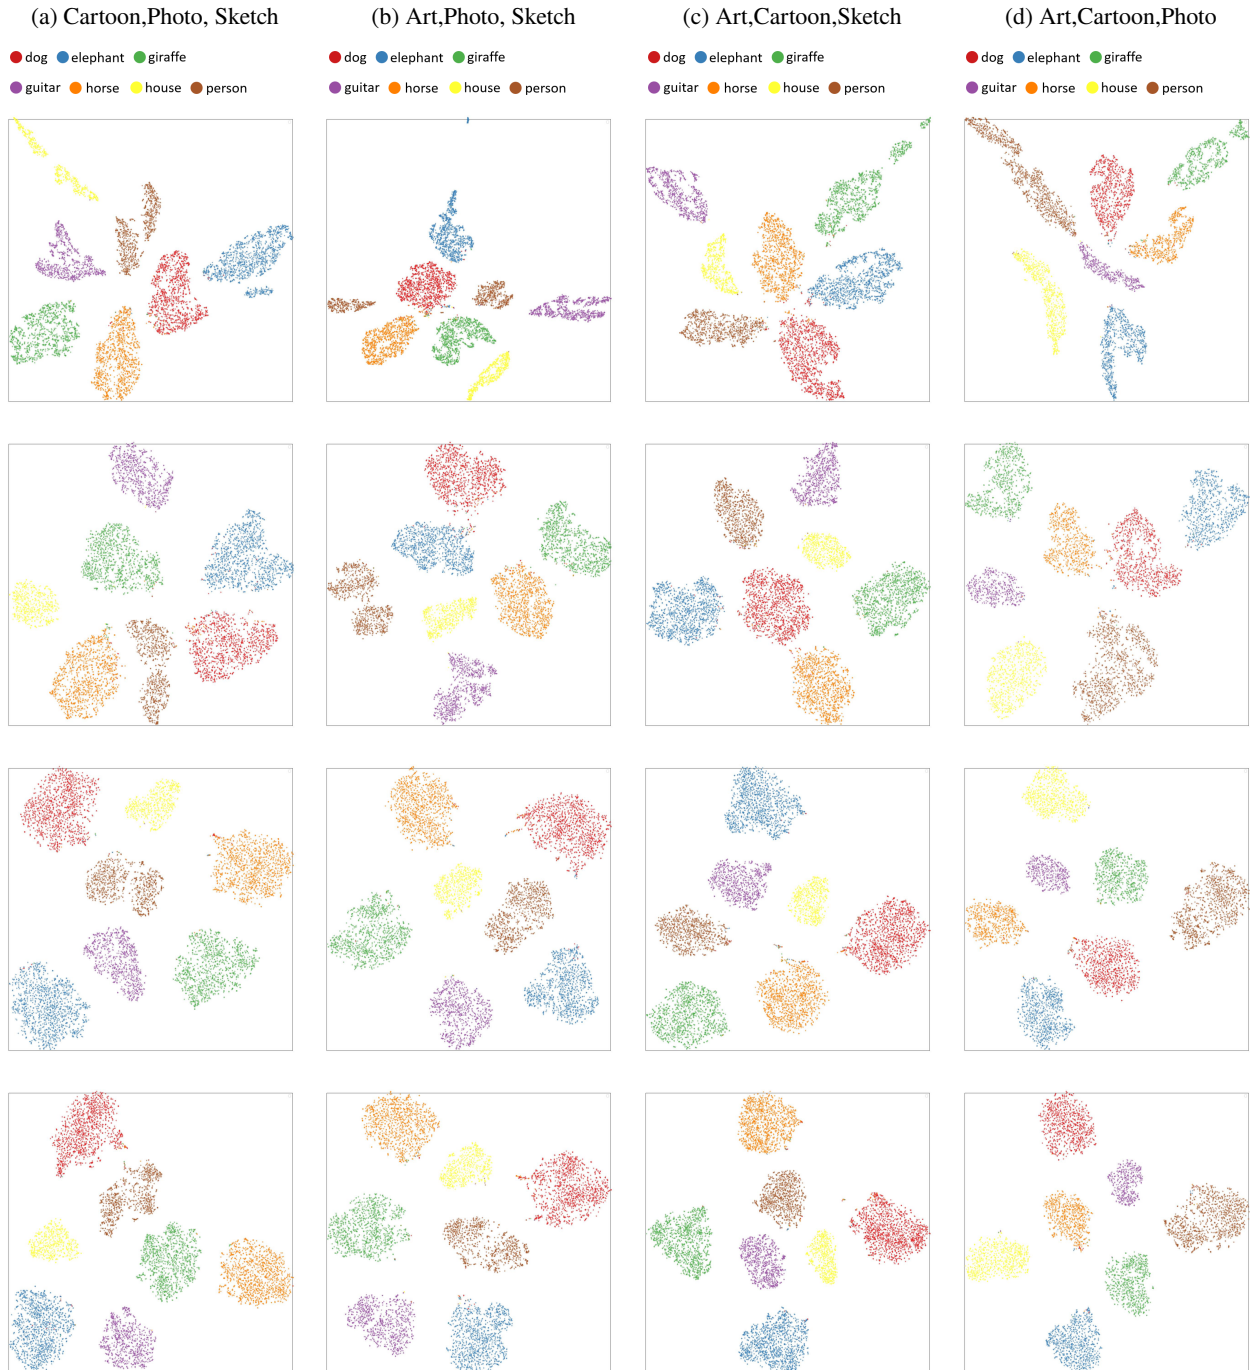 (a) Cartoon,Photo, Sketch
(b) Art,Photo, Sketch
(c) Art,Cartoon,Sketch
(d) Art,Cartoon,Photo
dog elephant giraffe
guitar horse house person
dog elephant giraffe
guitar horse house person
dog elephant giraffe
guitar horse house person
dog elephant giraffe
guitar horse house person